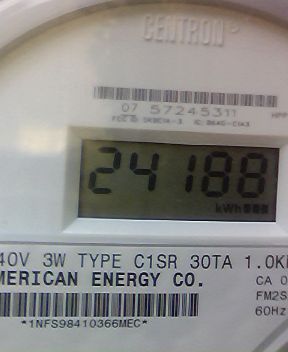 CENTRON
07 57245311
24188
kWh
40V 3W TYPE C1SR 30TA 1.0K
MERICAN ENERGY CO.
CA 0
FM2S
60Hz
*1NFS98410366MEC*